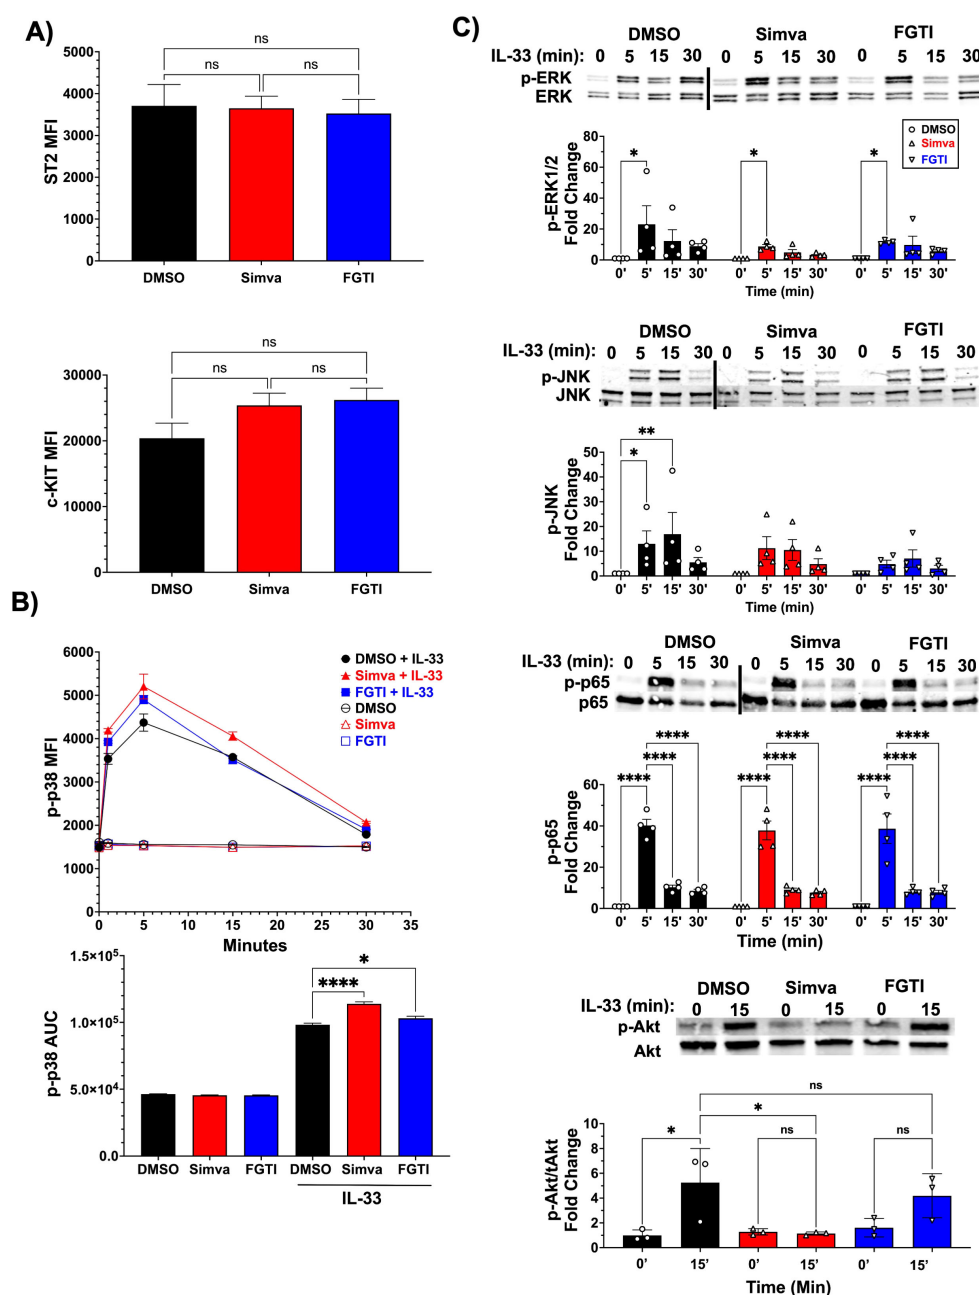 A)
5000
4000
3000
2000
1000
0
ST2 MFI
ns
ns
ns
DMSO Simva FGTI
30000
20000
10000
0
c-KIT MFI
ns
ns
ns
DMSO Simva FGTI
B)
6000
5000
4000
3000
2000
1000
0
p-p38 MFI
DMSO + IL-33
Simva + IL-33
FGTI + IL-33
DMSO
Simva
FGTI
0 5 10 15 20 25 30 35
Minutes
1.5×10⁵
1.0×10⁵
5.0×10⁴
0.0
p-p38 AUC
*
****
DMSO Simva FGTI DMSO Simva FGTI
IL-33
C)
DMSO Simva FGTI
IL-33 (min): 0 5 15 30 0 5 15 30 0 5 15 30
p-ERK
ERK
DMSO
Simva
FGTI
80
60
40
20
0
p-ERK1/2
Fold Change
* * *
0' 5' 15' 30' 0' 5' 15' 30' 0' 5' 15' 30'
Time (min)
DMSO Simva FGTI
IL-33 (min): 0 5 15 30 0 5 15 30 0 5 15 30
p-JNK
JNK
50
40
30
20
10
0
p-JNK
Fold Change
**
*
0' 5' 15' 30' 0' 5' 15' 30' 0' 5' 15' 30'
Time (min)
DMSO Simva FGTI
IL-33 (min): 0 5 15 30 0 5 15 30 0 5 15 30
p-p65
p65
60
40
20
0
p-p65
Fold Change
**** **** ****
**** **** ****
**** **** ****
0' 5' 15' 30' 0' 5' 15' 30' 0' 5' 15' 30'
Time (min)
DMSO Simva FGTI
IL-33 (min): 0 15 0 15 0 15
p-Akt
Akt
10
8
6
4
2
0
p-Akt/tAkt
Fold Change
ns
*
* ns ns
0' 15' 0' 15' 0' 15'
Time (Min)